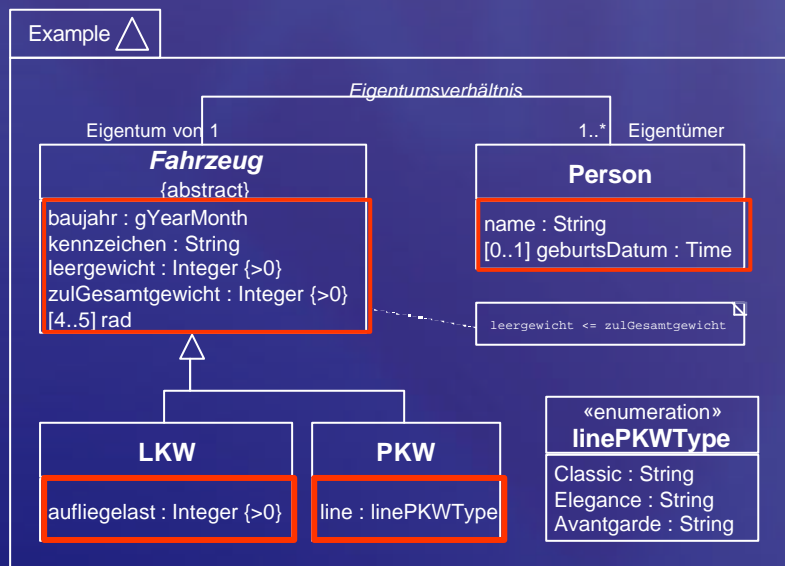 Example
Eigentumsverhältnis
Eigentum von 1
1..* Eigentümer
Fahrzeug
{abstract}
baujahr : gYearMonth
kennzeichen : String
leergewicht : Integer {>0}
zulGesamtgewicht : Integer {>0}
[4..5] rad
Person
name : String
[0..1] geburtsDatum : Time
leergewicht <= zulGesamtgewicht
LKW
aufliegelast : Integer {>0}
PKW
line : linePKWType
«enumeration»
linePKWType
Classic : String
Elegance : String
Avantgarde : String